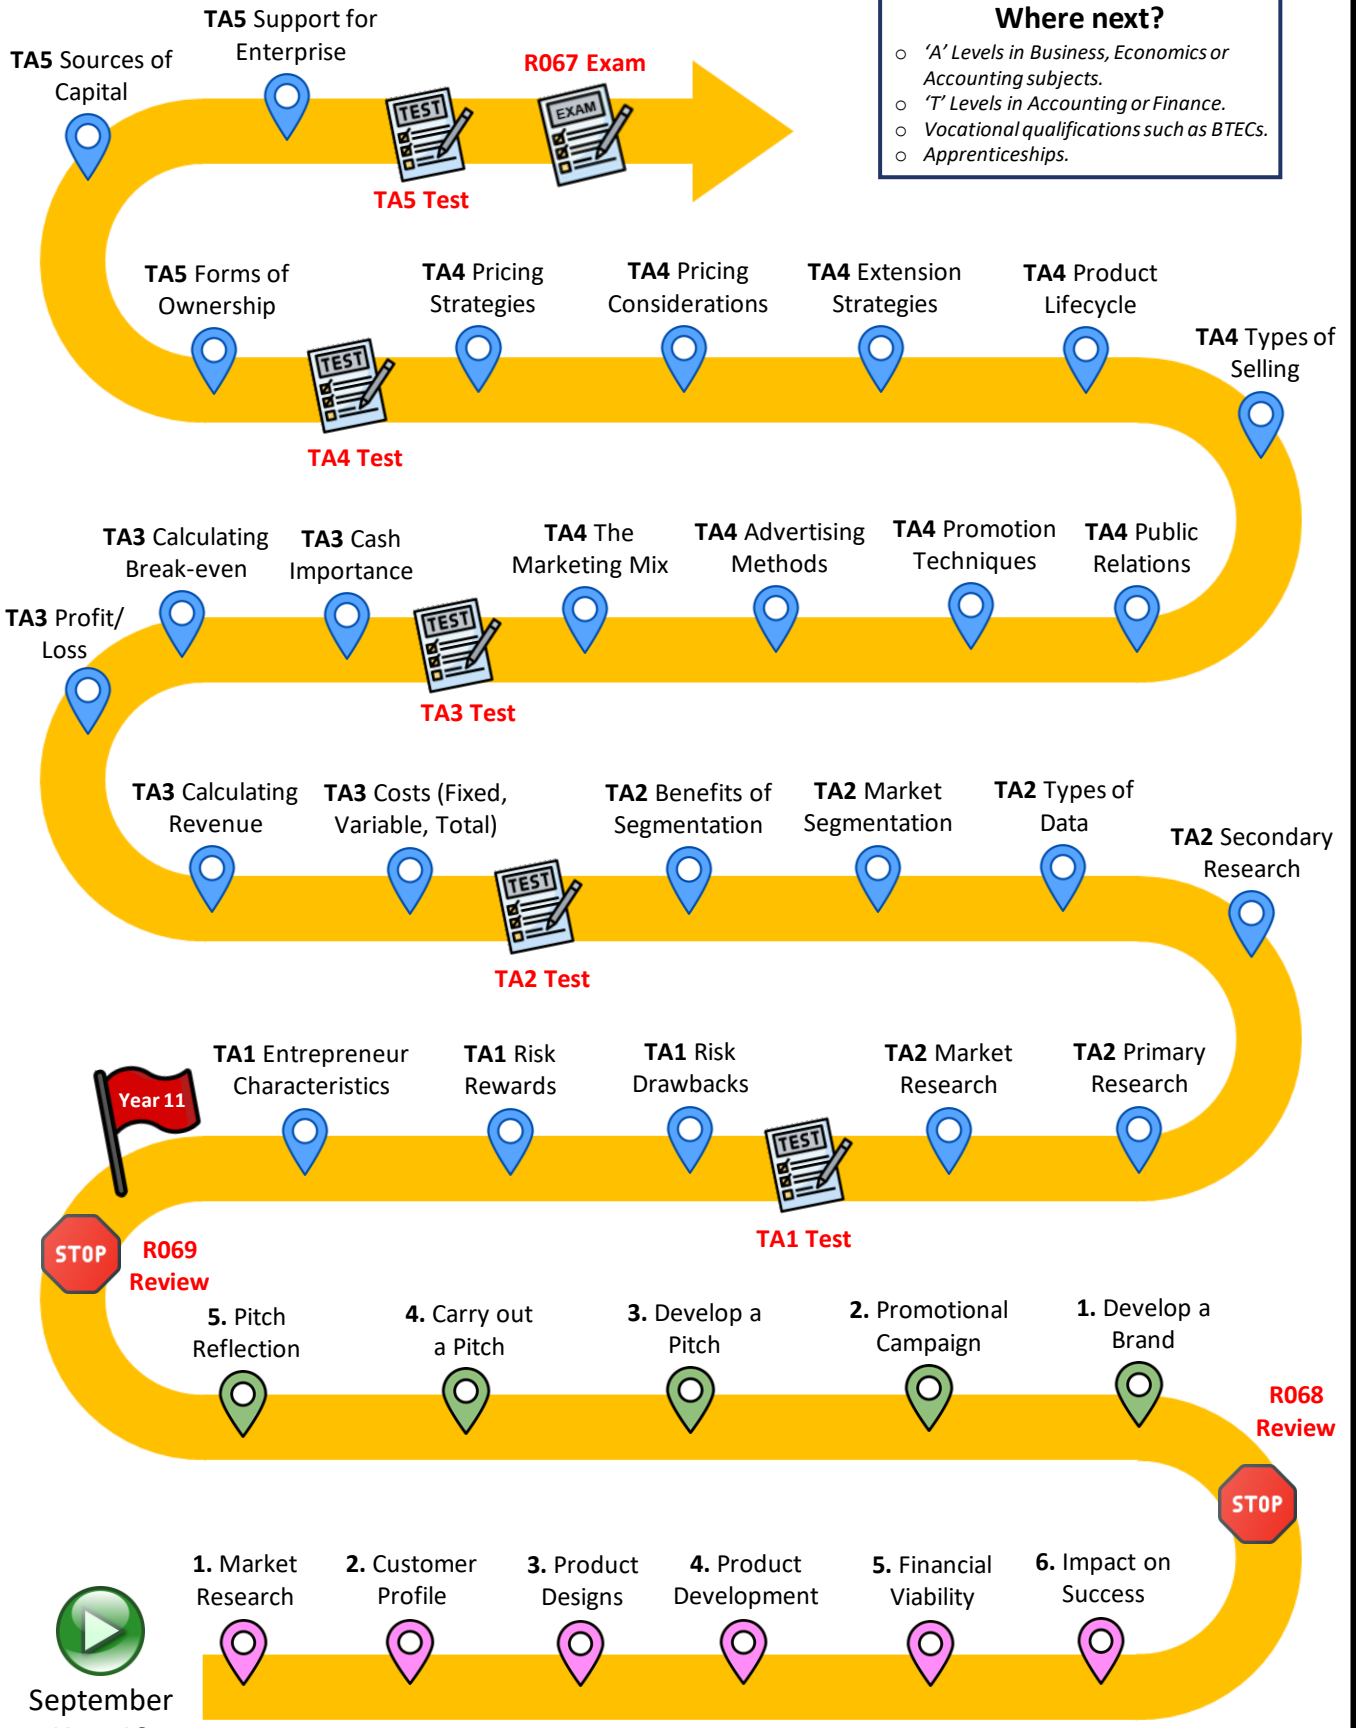 Where next?
o 'A' Levels in Business, Economics or
Accounting subjects.
o 'T' Levels in Accounting or Finance.
o Vocational qualifications such as BTECs.
o Apprenticeships.
TA5 Support for
Enterprise
TA5 Sources of
Capital
R067 Exam
TEST
EXAM
TA5 Test
TA5 Forms of
Ownership
TA4 Pricing
Strategies
TA4 Pricing
Considerations
TA4 Extension
Strategies
TA4 Product
Lifecycle
TA4 Types of
Selling
TEST
TA4 Test
TA3 Calculating
Break-even
TA3 Cash
Importance
TA4 The
Marketing Mix
TA4 Advertising
Methods
TA4 Promotion
Techniques
TA4 Public
Relations
TA3 Profit/
Loss
TEST
TA3 Test
TA3 Calculating
Revenue
TA3 Costs (Fixed,
Variable, Total)
TA2 Benefits of
Segmentation
TA2 Market
Segmentation
TA2 Types of
Data
TA2 Secondary
Research
TEST
TA2 Test
Year 11
TA1 Entrepreneur
Characteristics
TA1 Risk
Rewards
TA1 Risk
Drawbacks
TA2 Market
Research
TA2 Primary
Research
TEST
TA1 Test
STOP
R069
Review
5. Pitch
Reflection
4. Carry out
a Pitch
3. Develop a
Pitch
2. Promotional
Campaign
1. Develop a
Brand
R068
Review
STOP
1. Market
Research
2. Customer
Profile
3. Product
Designs
4. Product
Development
5. Financial
Viability
6. Impact on
Success
September